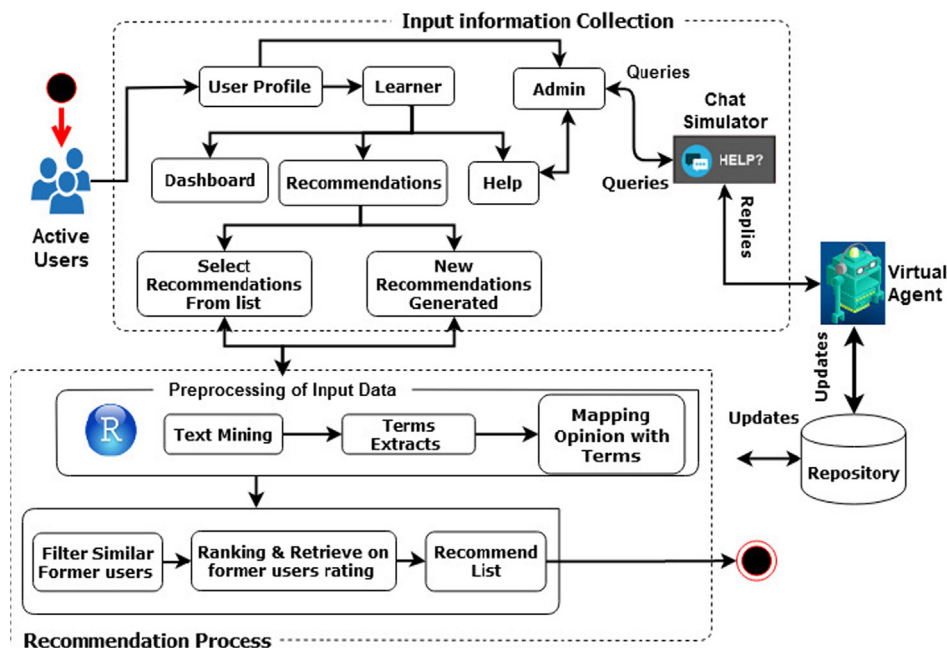 Input information Collection
User Profile
Learner
Admin
Queries
Chat
Simulator
HELP?
Queries
Dashboard
Recommendations
Help
Active
Users
Replies
Select
Recommendations
From list
New
Recommendations
Generated
Virtual
Agent
Updates
Preprocessing of Input Data
R
Text Mining
Terms
Extracts
Mapping
Opinion with
Terms
Updates
Repository
Filter Similar
Former users
Ranking & Retrieve on
former users rating
Recommend
List
Recommendation Process